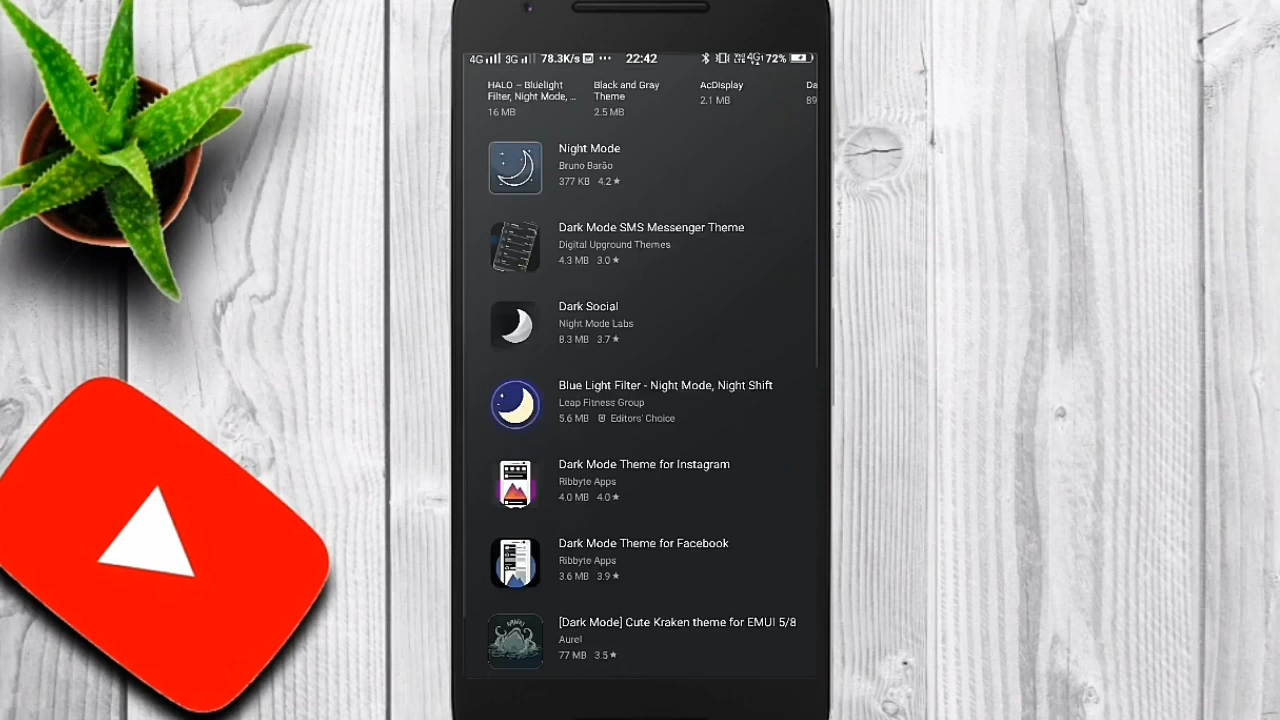 4G 3G 78.3K/s ... 22:42 4G 72%
HALO – Bluelight Filter, Night Mode, ...
16 MB
Black and Gray Theme
2.5 MB
AcDisplay
2.1 MB
Da
89
Night Mode
Bruno Barão
377 KB 4.2★
Dark Mode SMS Messenger Theme
Digital Upground Themes
4.3 MB 3.0★
Dark Social
Night Mode Labs
8.3 MB 3.7★
Blue Light Filter - Night Mode, Night Shift
Leap Fitness Group
5.6 MB Editors' Choice
Dark Mode Theme for Instagram
Ribbyte Apps
4.0 MB 4.0★
Dark Mode Theme for Facebook
Ribbyte Apps
3.6 MB 3.9★
[Dark Mode] Cute Kraken theme for EMUI 5/8
Aurel
77 MB 3.5★